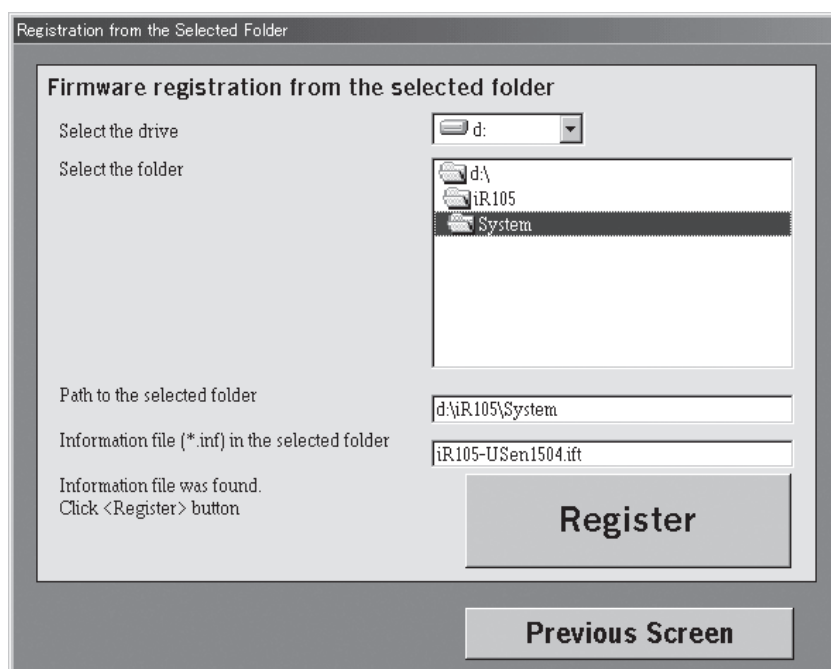 Registration from the Selected Folder
Firmware registration from the selected folder
Select the drive
d:
Select the folder
d:\
iR105
System
Path to the selected folder
d:\iR105\System
Information file (*.inf) in the selected folder
iR105-USen1504.ift
Information file was found.
Click <Register> button
Register
Previous Screen